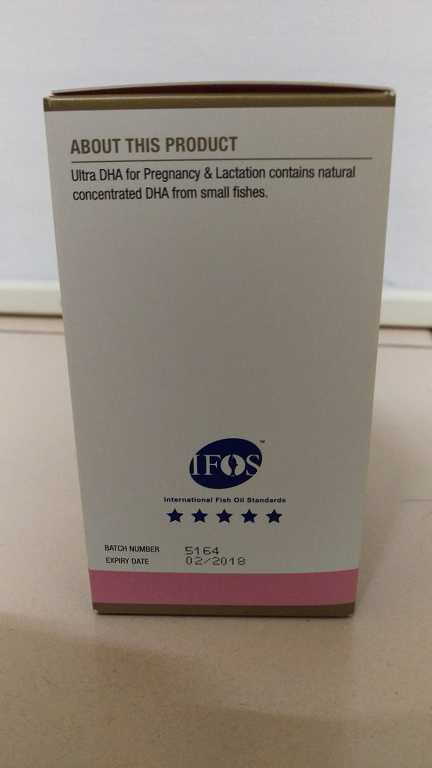 ABOUT THIS PRODUCT
Ultra DHA for Pregnancy & Lactation contains natural
concentrated DHA from small fishes.
IFOS™
International Fish Oil Standards
BATCH NUMBER 5164
EXPIRY DATE 02/2018